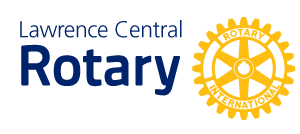 Lawrence Central
Rotary
ROTARY
INTERNATIONAL